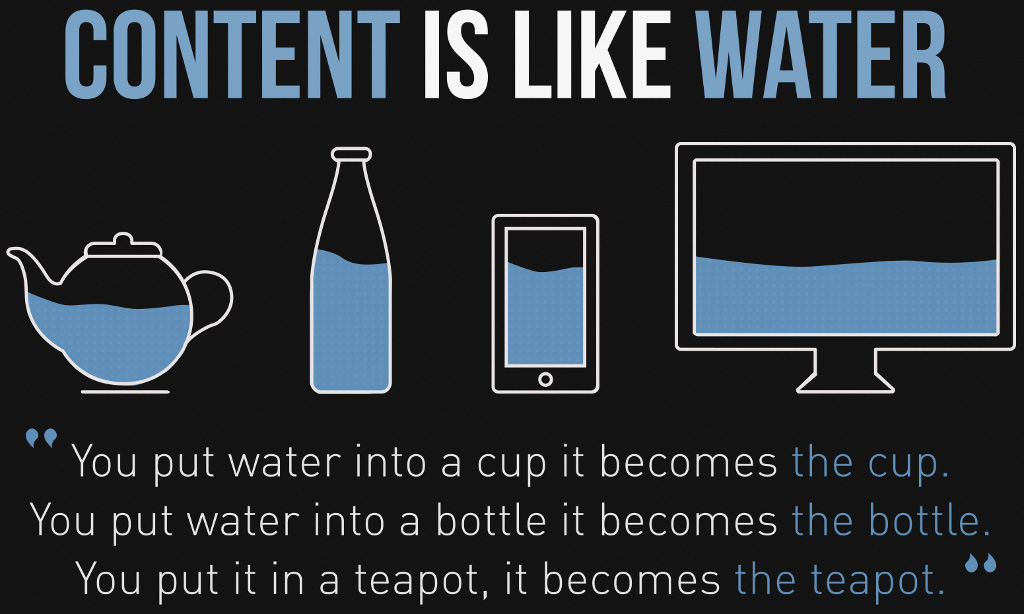 CONTENT IS LIKE WATER
"You put water into a cup it becomes the cup.
You put water into a bottle it becomes the bottle.
You put it in a teapot, it becomes the teapot."